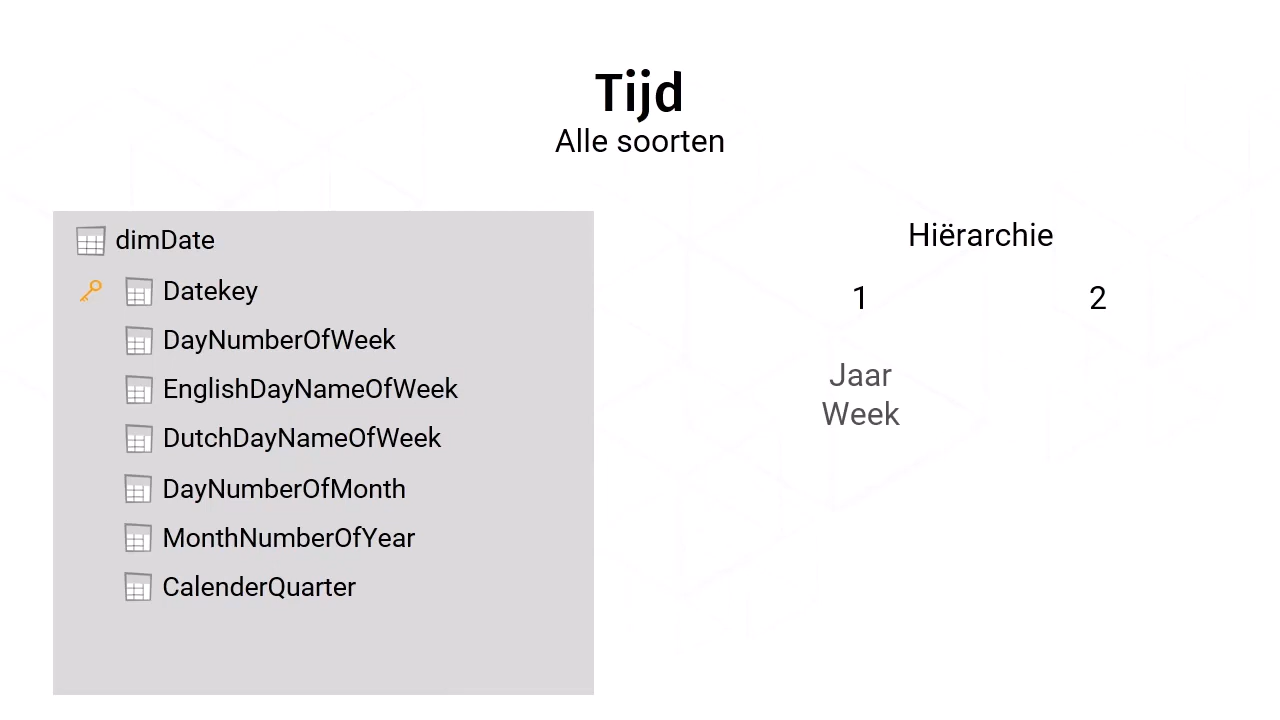 Tijd
Alle soorten
dimDate
Datekey
DayNumberOfWeek
EnglishDayNameOfWeek
DutchDayNameOfWeek
DayNumberOfMonth
MonthNumberOfYear
CalenderQuarter
Hiërarchie
1 2
Jaar
Week